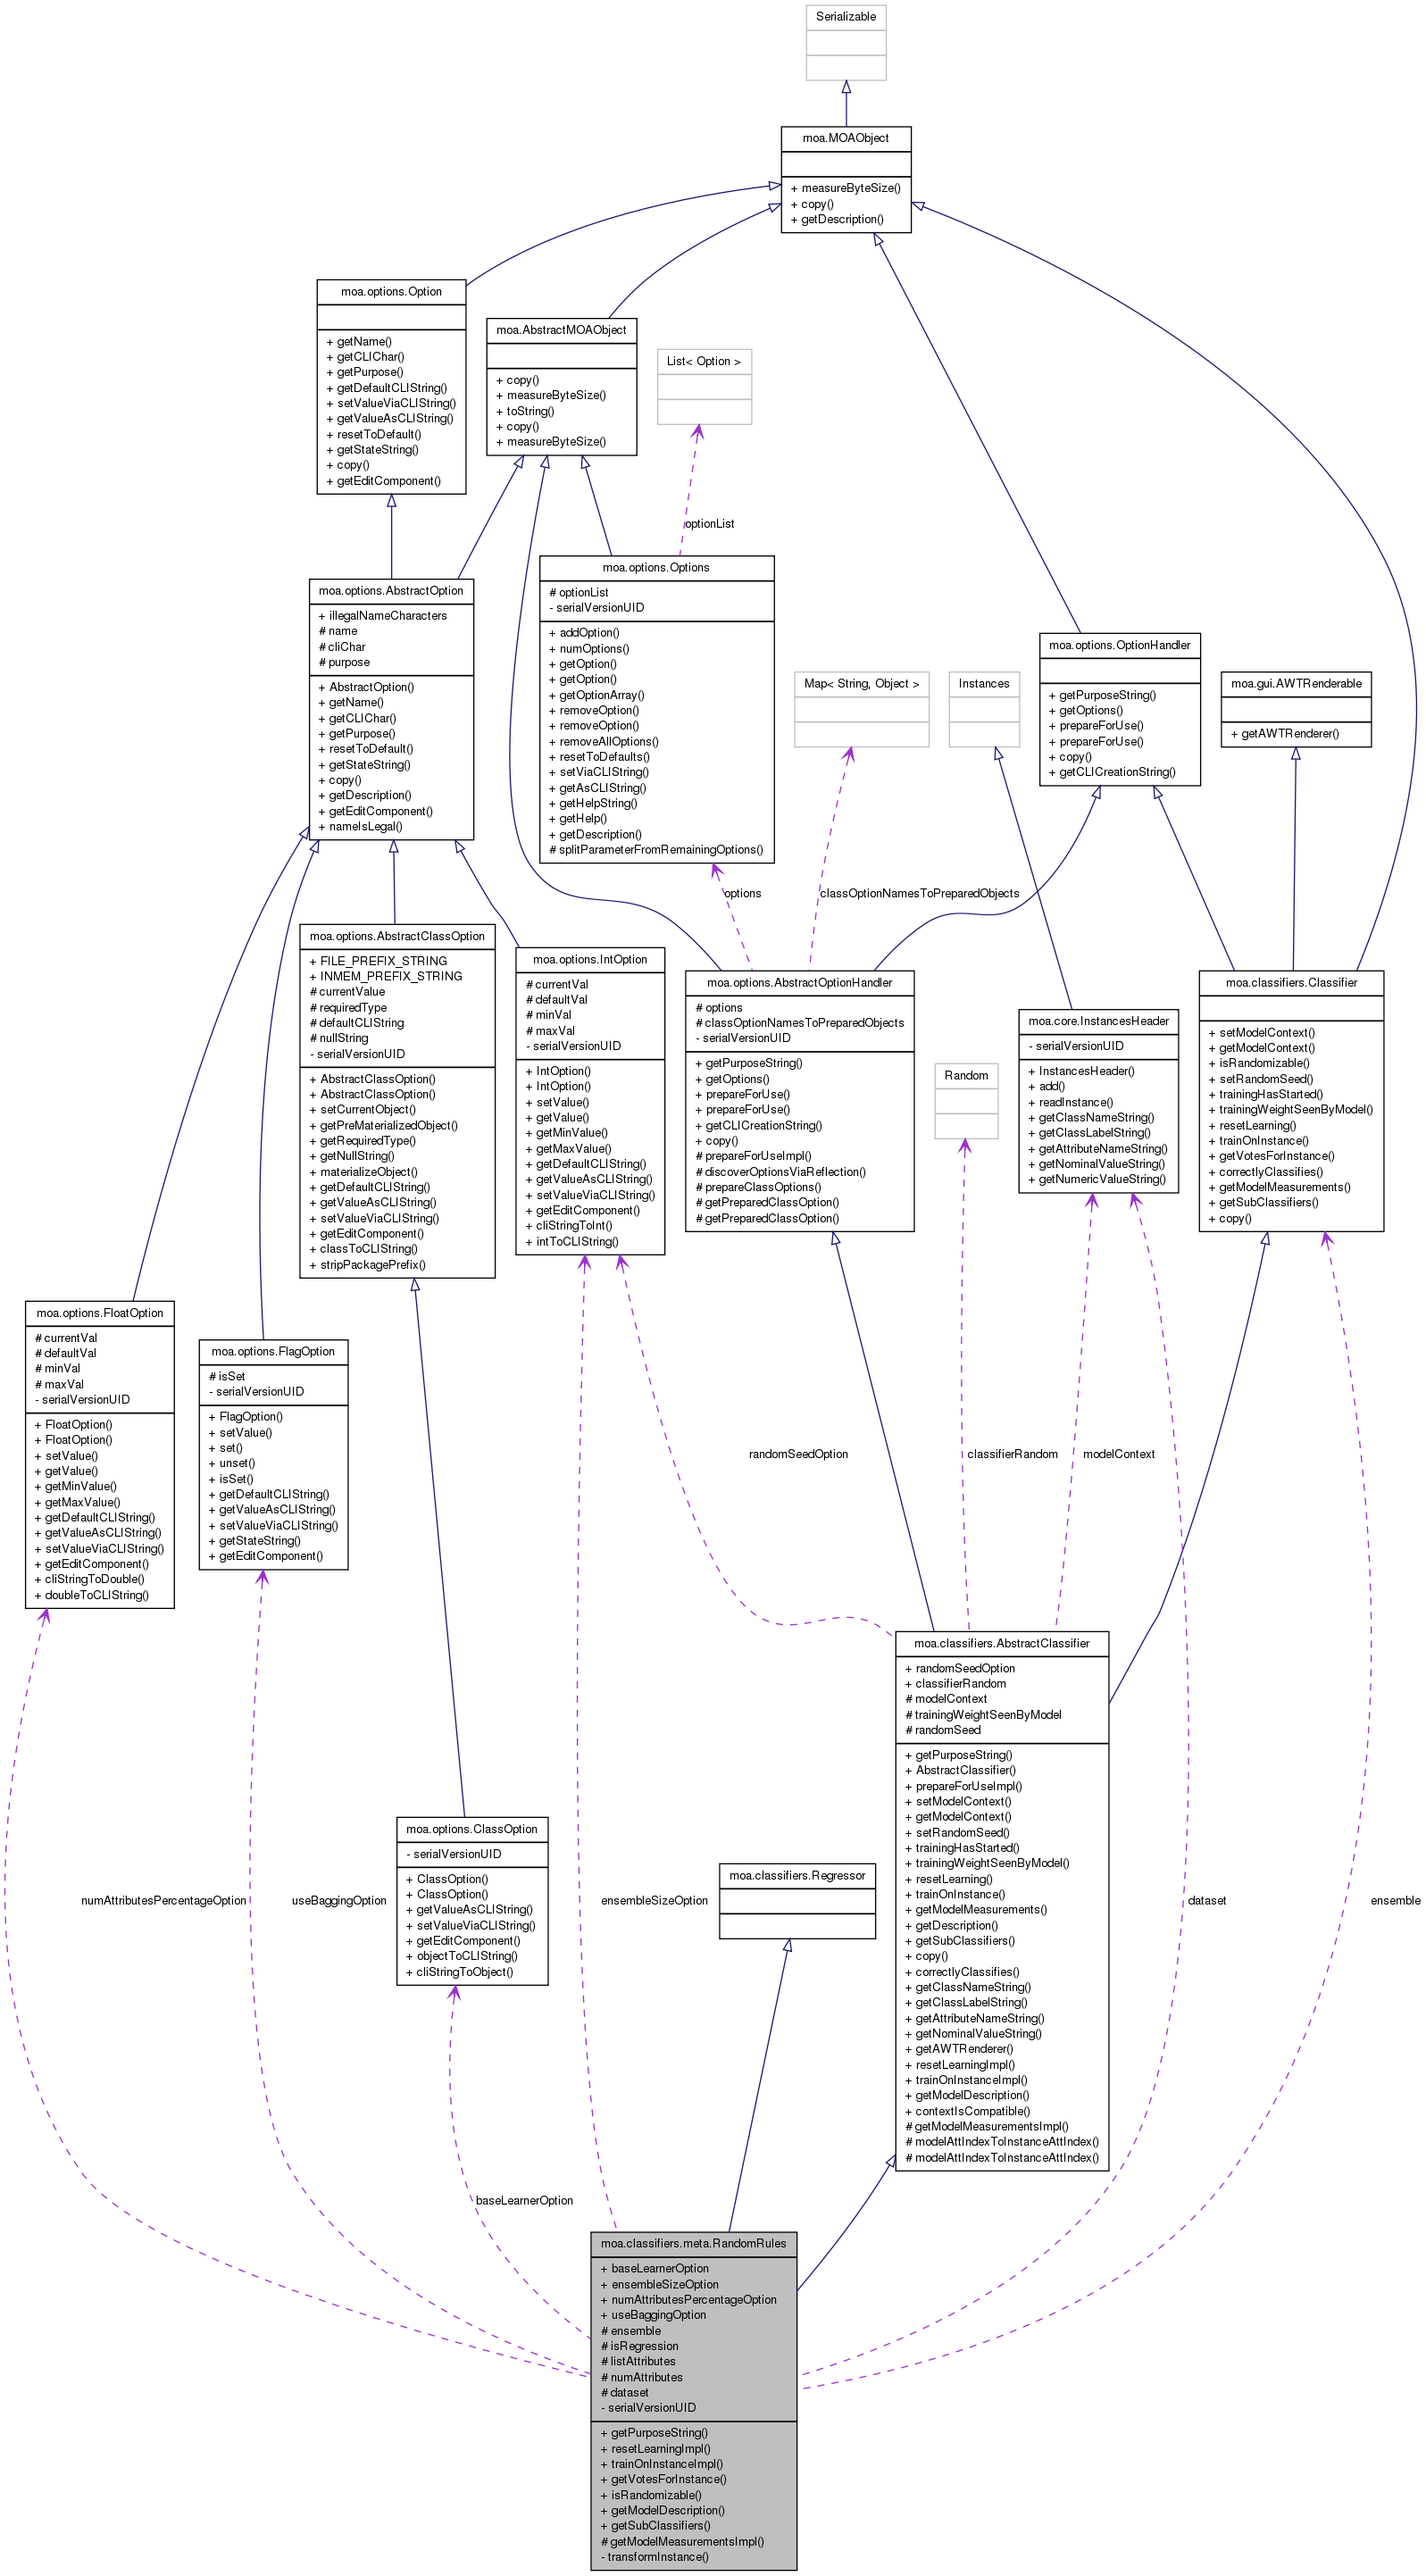 Serializable
moa.MOAObject
+ measureByteSize()
+ copy()
+ getDescription()
moa.options.Option
+ getName()
+ getCLIChar()
+ getPurpose()
+ getDefaultCLIString()
+ setValueViaCLIString()
+ getValueAsCLIString()
+ resetToDefault()
+ getStateString()
+ copy()
+ getEditComponent()
moa.AbstractMOAObject
+ copy()
+ measureByteSize()
+ toString()
+ copy()
+ measureByteSize()
List< Option >
optionList
moa.options.AbstractOption
+ illegalNameCharacters
# name
# cliChar
# purpose
+ AbstractOption()
+ getName()
+ getCLIChar()
+ getPurpose()
+ resetToDefault()
+ getStateString()
+ copy()
+ getDescription()
+ getEditComponent()
+ nameIsLegal()
moa.options.Options
# optionList
- serialVersionUID
+ addOption()
+ numOptions()
+ getOption()
+ getOption()
+ getOptionArray()
+ removeOption()
+ removeOption()
+ removeAllOptions()
+ resetToDefaults()
+ setViaCLIString()
+ getAsCLIString()
+ getHelpString()
+ getHelp()
+ getDescription()
# splitParameterFromRemainingOptions()
Map< String, Object >
Instances
moa.options.OptionHandler
+ getPurposeString()
+ getOptions()
+ prepareForUse()
+ prepareForUse()
+ copy()
+ getCLICreationString()
moa.gui.AWTRenderable
+ getAWTRenderer()
options
classOptionNamesToPreparedObjects
moa.options.AbstractClassOption
+ FILE_PREFIX_STRING
+ INMEM_PREFIX_STRING
# currentValue
# requiredType
# defaultCLIString
# nullString
- serialVersionUID
+ AbstractClassOption()
+ AbstractClassOption()
+ setCurrentObject()
+ getPreMaterializedObject()
+ getRequiredType()
+ getNullString()
+ materializeObject()
+ getDefaultCLIString()
+ getValueAsCLIString()
+ setValueViaCLIString()
+ getEditComponent()
+ classToCLIString()
+ stripPackagePrefix()
moa.options.IntOption
# currentVal
# defaultVal
# minVal
# maxVal
- serialVersionUID
+ IntOption()
+ IntOption()
+ setValue()
+ getValue()
+ getMinValue()
+ getMaxValue()
+ getDefaultCLIString()
+ getValueAsCLIString()
+ setValueViaCLIString()
+ getEditComponent()
+ cliStringToInt()
+ intToCLIString()
moa.options.AbstractOptionHandler
# options
# classOptionNamesToPreparedObjects
- serialVersionUID
+ getPurposeString()
+ getOptions()
+ prepareForUse()
+ prepareForUse()
+ getCLICreationString()
+ copy()
# prepareForUseImpl()
# discoverOptionsViaReflection()
# prepareClassOptions()
# getPreparedClassOption()
# getPreparedClassOption()
Random
moa.core.InstancesHeader
- serialVersionUID
+ InstancesHeader()
+ add()
+ readInstance()
+ getClassNameString()
+ getClassLabelString()
+ getAttributeNameString()
+ getNominalValueString()
+ getNumericValueString()
moa.classifiers.Classifier
+ setModelContext()
+ getModelContext()
+ isRandomizable()
+ setRandomSeed()
+ trainingHasStarted()
+ trainingWeightSeenByModel()
+ resetLearning()
+ trainOnInstance()
+ getVotesForInstance()
+ correctlyClassifies()
+ getModelMeasurements()
+ getSubClassifiers()
+ copy()
moa.options.FloatOption
# currentVal
# defaultVal
# minVal
# maxVal
- serialVersionUID
+ FloatOption()
+ FloatOption()
+ setValue()
+ getValue()
+ getMinValue()
+ getMaxValue()
+ getDefaultCLIString()
+ getValueAsCLIString()
+ setValueViaCLIString()
+ getEditComponent()
+ cliStringToDouble()
+ doubleToCLIString()
moa.options.FlagOption
# isSet
- serialVersionUID
+ FlagOption()
+ setValue()
+ set()
+ unset()
+ isSet()
+ getDefaultCLIString()
+ getValueAsCLIString()
+ setValueViaCLIString()
+ getStateString()
+ getEditComponent()
randomSeedOption
classifierRandom
modelContext
moa.classifiers.AbstractClassifier
+ randomSeedOption
+ classifierRandom
# modelContext
# trainingWeightSeenByModel
# randomSeed
+ getPurposeString()
+ AbstractClassifier()
+ prepareForUseImpl()
+ setModelContext()
+ getModelContext()
+ setRandomSeed()
+ trainingHasStarted()
+ trainingWeightSeenByModel()
+ resetLearning()
+ trainOnInstance()
+ getModelMeasurements()
+ getDescription()
+ getSubClassifiers()
+ copy()
+ correctlyClassifies()
+ getClassNameString()
+ getClassLabelString()
+ getAttributeNameString()
+ getNominalValueString()
+ getAWTRenderer()
+ resetLearningImpl()
+ trainOnInstanceImpl()
+ getModelDescription()
+ contextIsCompatible()
# getModelMeasurementsImpl()
# modelAttIndexToInstanceAttIndex()
# modelAttIndexToInstanceAttIndex()
moa.options.ClassOption
- serialVersionUID
+ ClassOption()
+ ClassOption()
+ getValueAsCLIString()
+ setValueViaCLIString()
+ getEditComponent()
+ objectToCLIString()
+ cliStringToObject()
moa.classifiers.Regressor
numAttributesPercentageOption
useBaggingOption
ensembleSizeOption
dataset
ensemble
baseLearnerOption
moa.classifiers.meta.RandomRules
+ baseLearnerOption
+ ensembleSizeOption
+ numAttributesPercentageOption
+ useBaggingOption
# ensemble
# isRegression
# listAttributes
# numAttributes
# dataset
- serialVersionUID
+ getPurposeString()
+ resetLearningImpl()
+ trainOnInstanceImpl()
+ getVotesForInstance()
+ isRandomizable()
+ getModelDescription()
+ getSubClassifiers()
# getModelMeasurementsImpl()
- transformInstance()